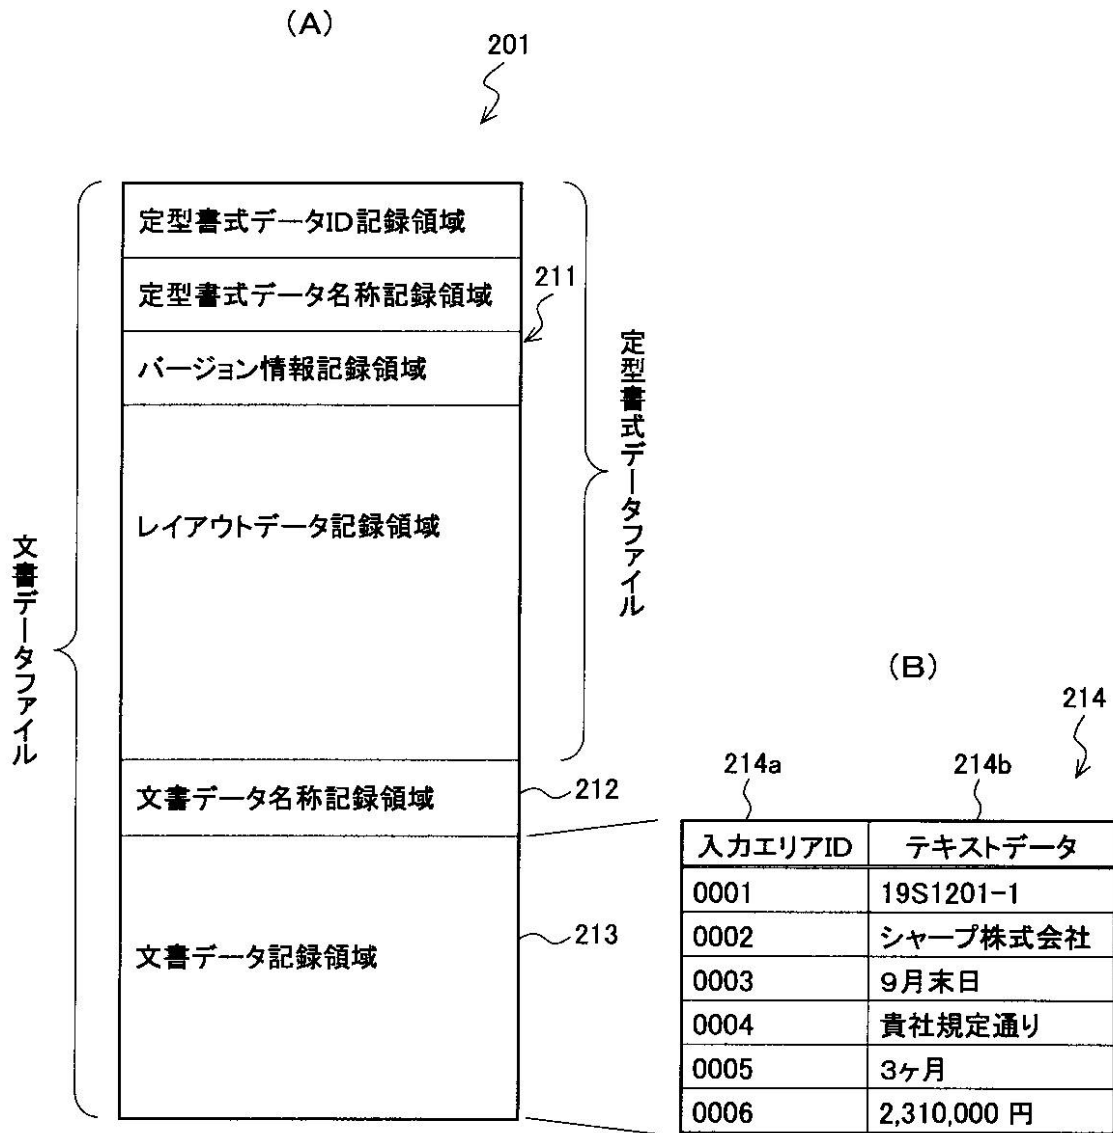 (A)
201
定型書式データID記録領域
定型書式データ名称記録領域
211
バージョン情報記録領域
レイアウトデータ記録領域
定型書式データファイル
文書データファイル
文書データ名称記録領域
212
文書データ記録領域
213
(B)
214
214a
214b
入力エリアID テキストデータ
0001 19S1201-1
0002 シャープ株式会社
0003 9月末日
0004 貴社規定通り
0005 3ヶ月
0006 2,310,000 円